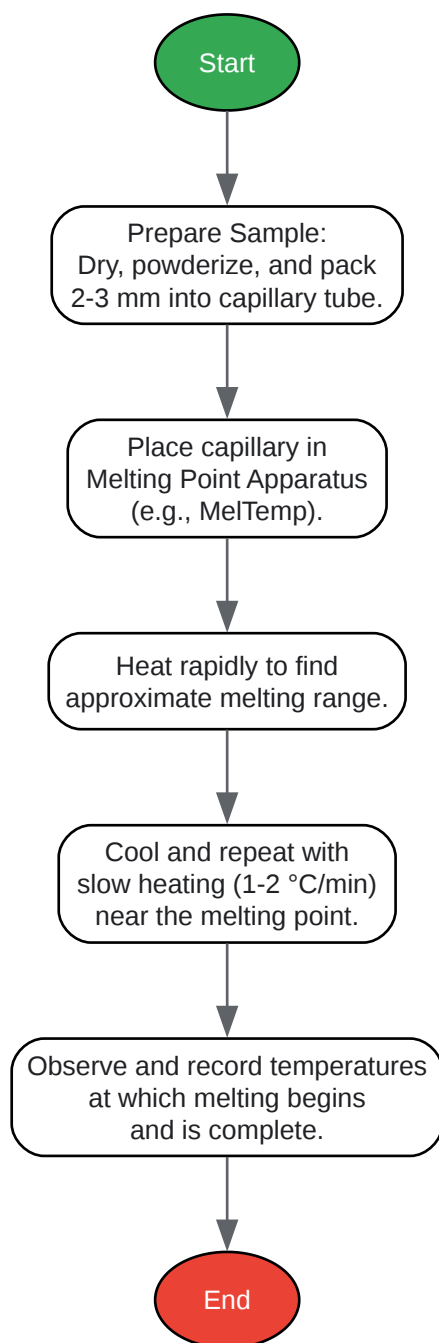 Start
Prepare Sample:
Dry, powderize, and pack
2-3 mm into capillary tube.
Place capillary in
Melting Point Apparatus
(e.g., MelTemp).
Heat rapidly to find
approximate melting range.
Cool and repeat with
slow heating (1-2 °C/min)
near the melting point.
Observe and record temperatures
at which melting begins
and is complete.
End